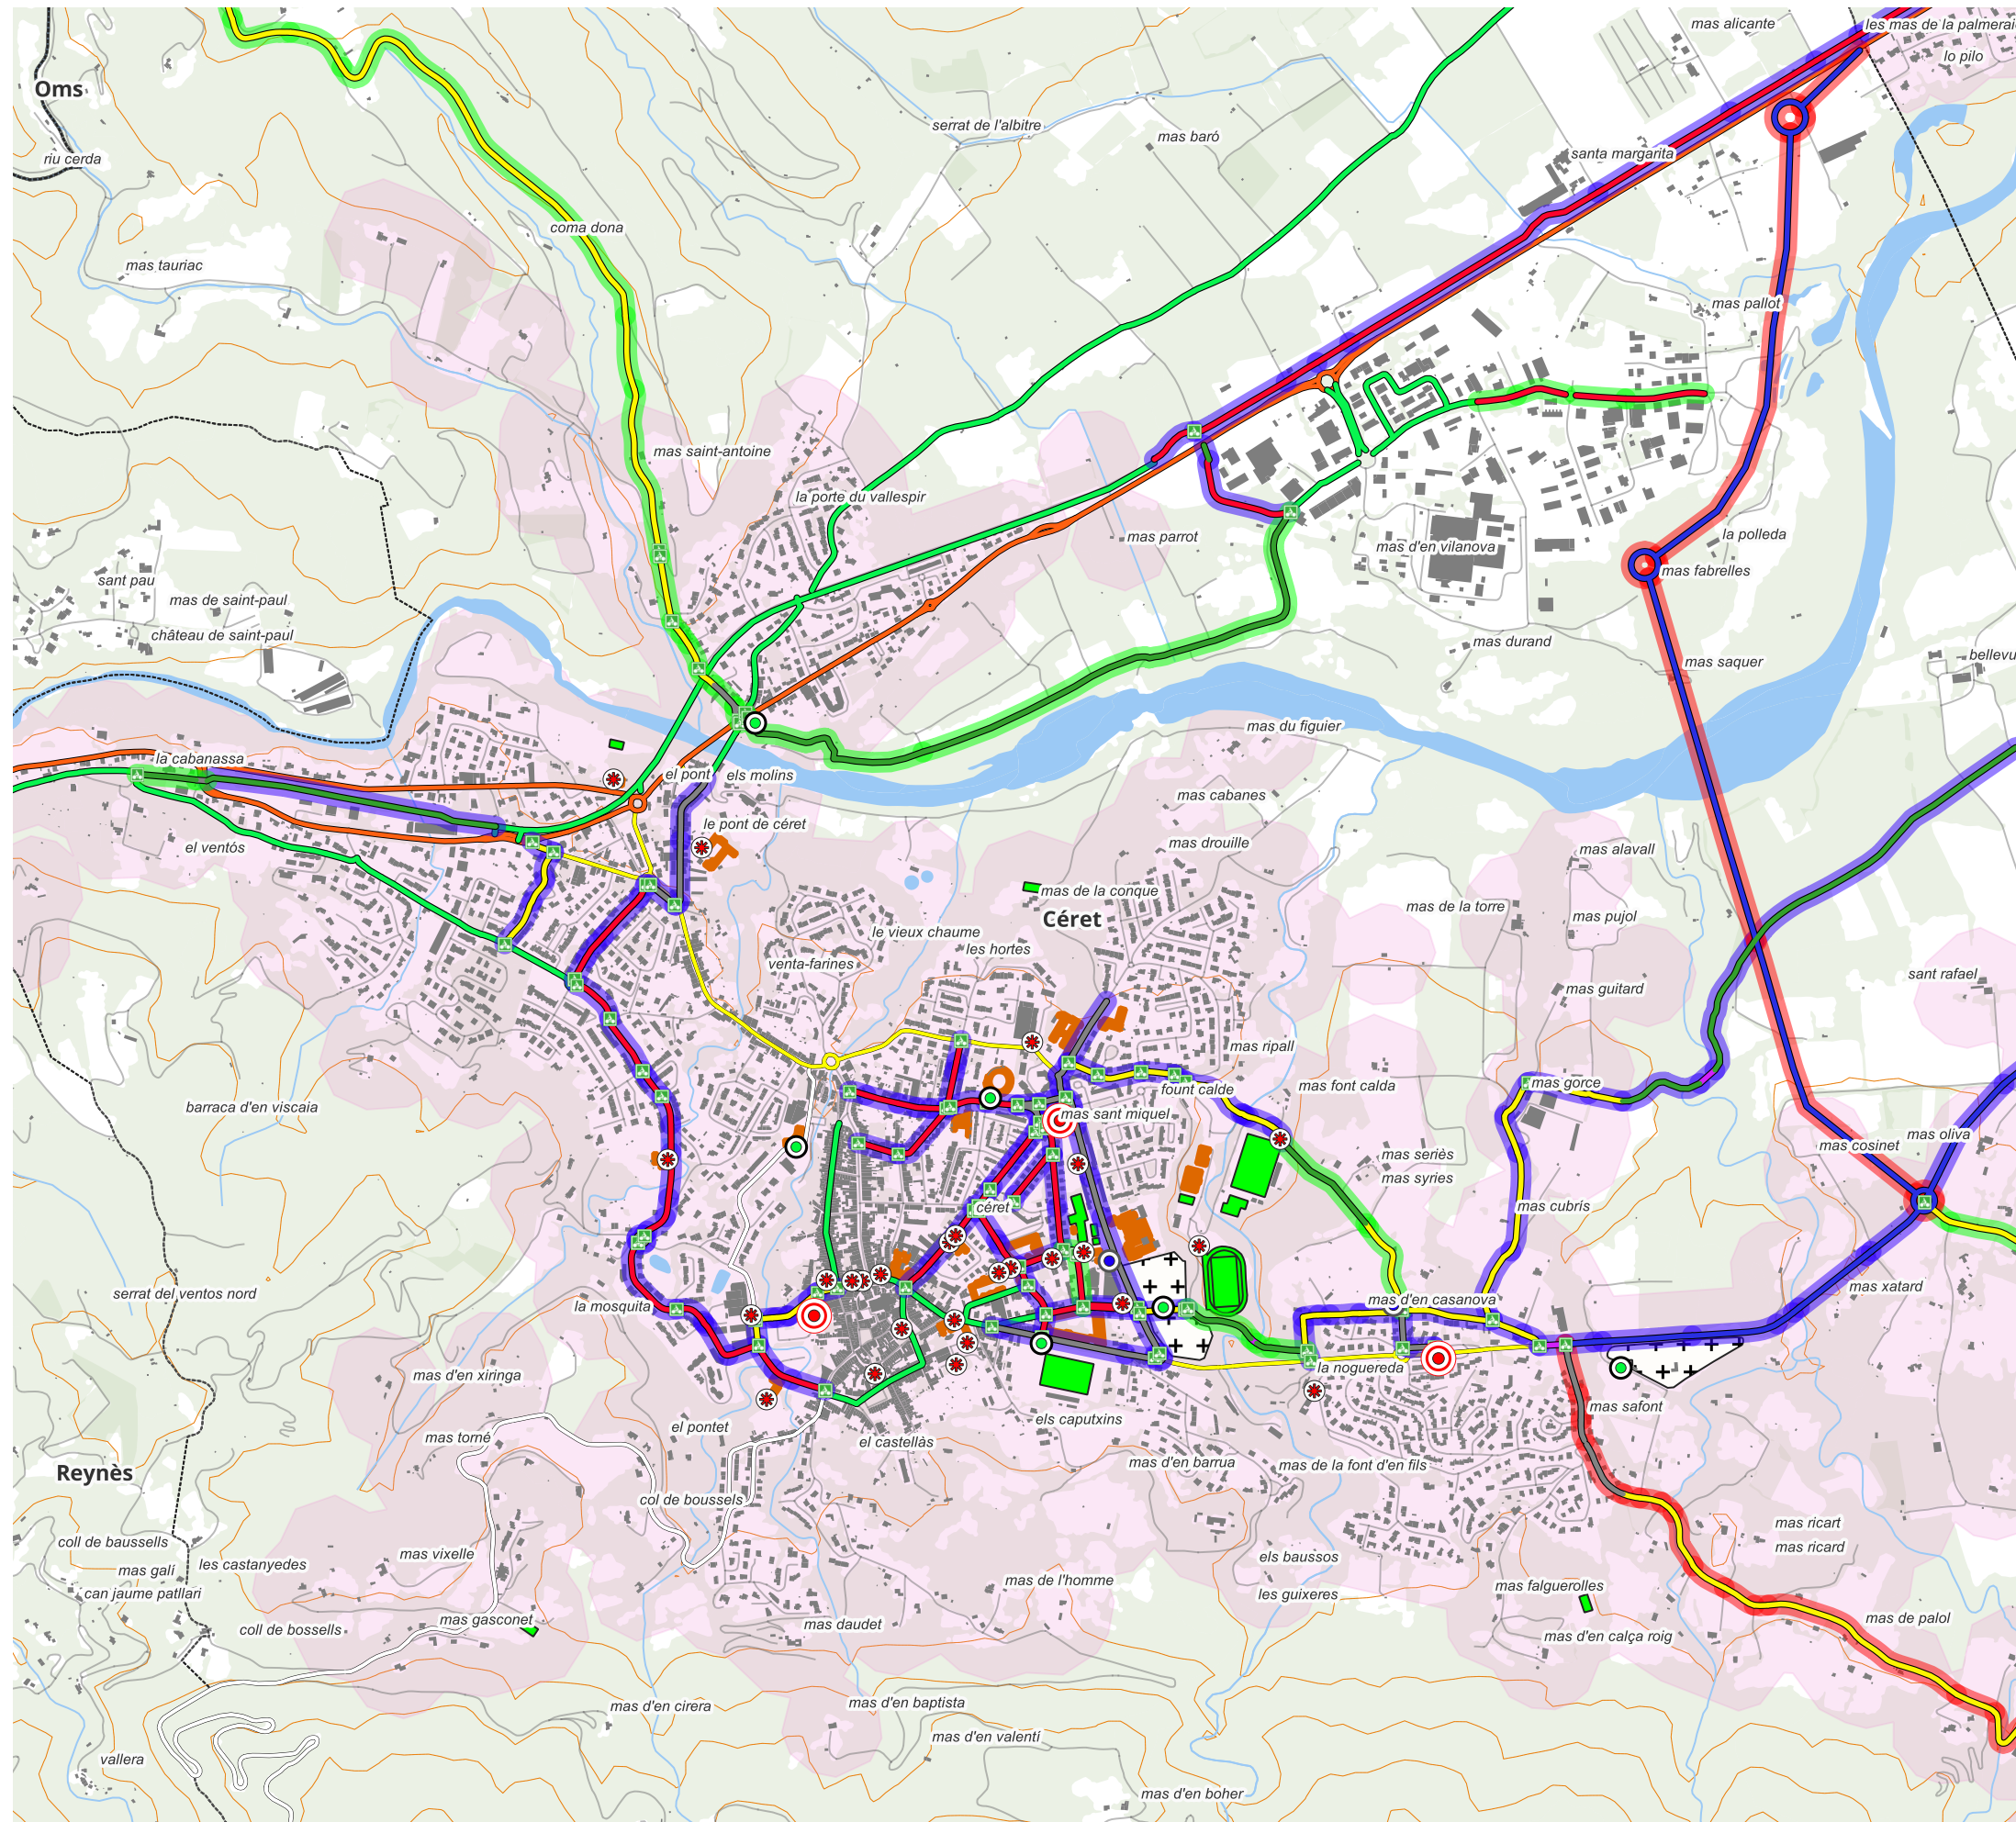 mas alicante
les mas de la palmerai
lo pilo
Oms
serrat de l'albitre
mas baró
santa margarita
riu cerda
coma dona
mas tauriac
mas pallot
mas saint-antoine
la porte du vallespir
mas parrot
mas d'en vilanova
la polleda
mas fabrelles
sant pau
mas de saint-paul
château de saint-paul
mas durand
mas saquer
bellevu
mas du figuier
la cabanassa
el pont
els molins
mas cabanes
le pont de céret
el ventós
mas drouille
mas alavall
mas de la conque
Céret
mas de la torre
mas pujol
le vieux chaume
les hortes
venta-farines
sant rafael
mas guitard
mas ripall
fount calde
mas font calda
mas gorce
barraca d'en viscaia
mas sant miquel
mas oliva
mas cosinet
mas seriès
mas syries
céret
mas cubris
mas xatard
serrat del ventos nord
la mosquita
mas d'en casanova
la noguereda
mas d'en xiringa
mas safont
els caputxins
el pontet
mas torné
el castellàs
mas d'en barrua
mas de la font d'en fils
Reynès
col de boussels
mas ricart
mas ricard
coll de baussells
mas vixelle
els baussos
les castanyedes
mas galí
can jaume patllari
mas de l'homme
mas falguerolles
les guixeres
mas gasconet
mas daudet
mas de palol
coll de bossells
mas d'en calça roig
mas d'en cirera
mas d'en baptista
mas d'en valentí
vallera
mas d'en boher